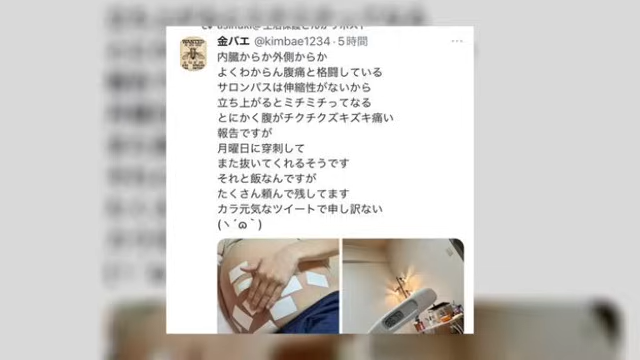 金バエ @kimbae1234・5時間
内臓からか外側からか
よくわからん腹痛と格闘している
サロンパスは伸縮性がないから
立ち上がるとミチミチってなる
とにかく腹がチクチクズキズキ痛い
報告ですが
月曜日に穿刺して
また抜いてくれるそうです
それと飯なんですが
たくさん頼んで残してます
カラ元気なツイートで申し訳ない
(ヽ´ω`)